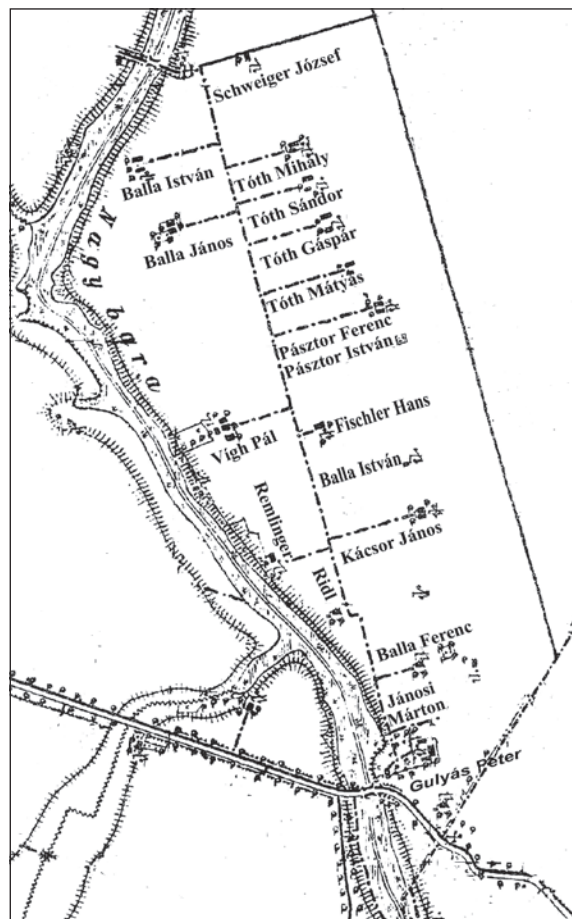 Schweiger József
Balla István
Tóth Mihály
Tóth Sándor
Balla János
Tóth Gáspár
Nagy bara
Tóth Mátyás
Pásztor Ferenc
Pásztor István
Fischler Hans
Vigh Pál
Balla István
Remlinger
Kácsor János
Ridl
Balla Ferenc
Jánosi
Márton
Gulyás Péter